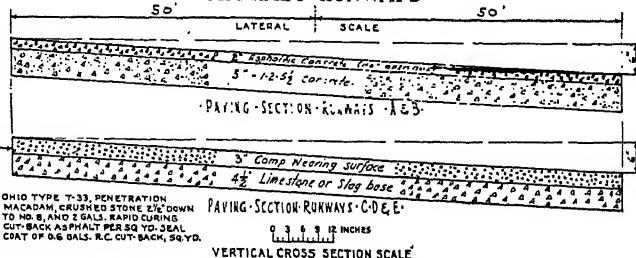 50' 50'
LATERAL SCALE
2" Asphaltic Concrete
5" - 1-2-5½ concrete.
·PAVING·SECTION·RUNWAYS·A&B·
3" Comp Wearing surface
4½ Limestone or Slag base
PAVING·SECTION·RUNWAYS·C·D&E·
OHIO TYPE T-33, PENETRATION
MACADAM, CRUSHED STONE 2½" DOWN
TO NO. 8, AND 2 GALS. RAPID CURING
CUT-BACK ASPHALT PER SQ YD. SEAL
COAT OF 0.6 GALS. R.C. CUT-BACK, SQ. YD.
0 3 6 9 12 INCHES
VERTICAL CROSS SECTION SCALE